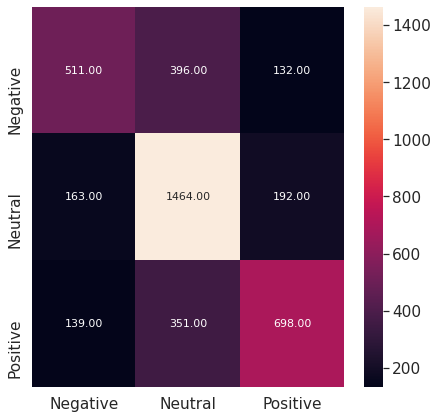 Negative
511.00 396.00 132.00
Neutral
163.00 1464.00 192.00
Positive
139.00 351.00 698.00
Negative Neutral Positive
1400
1200
1000
800
600
400
200